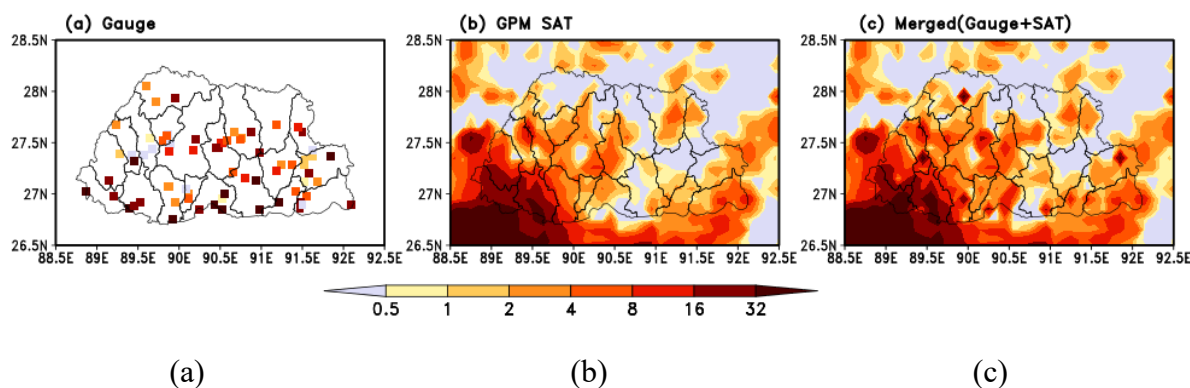 (a) Gauge
(b) GPM SAT
(c) Merged(Gauge+SAT)
28.5N
28N
27.5N
27N
26.5N
88.5E 89E 89.5E 90E 90.5E 91E 91.5E 92E 92.5E
28.5N
28N
27.5N
27N
26.5N
88.5E 89E 89.5E 90E 90.5E 91E 91.5E 92E 92.5E
28.5N
28N
27.5N
27N
26.5N
88.5E 89E 89.5E 90E 90.5E 91E 91.5E 92E 92.5E
0.5 1 2 4 8 16 32
(a) (b) (c)